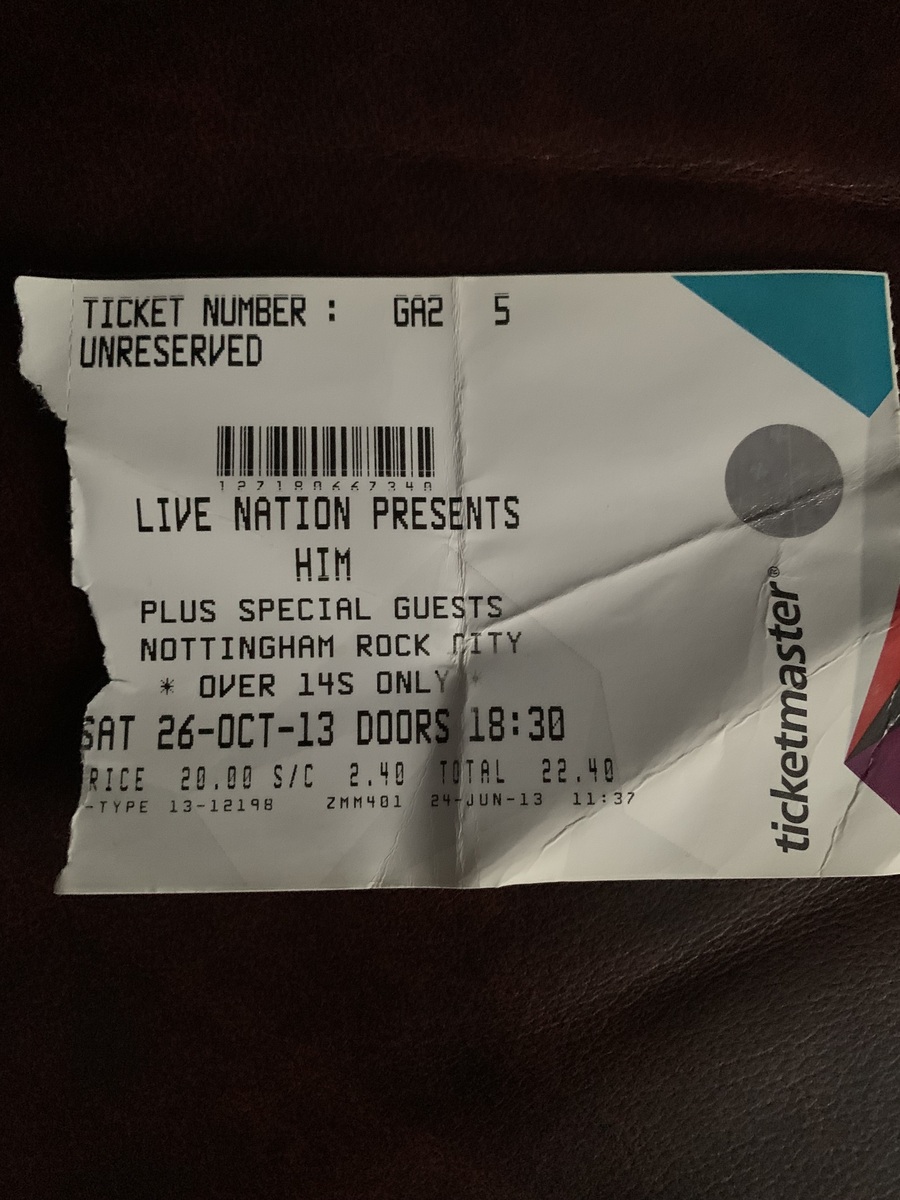 TICKET NUMBER : GA2 5
UNRESERVED
127180667340
LIVE NATION PRESENTS
HIM
PLUS SPECIAL GUESTS
NOTTINGHAM ROCK CITY
* OVER 14S ONLY *
SAT 26-OCT-13 DOORS 18:30
RICE 20.00 S/C 2.40 TOTAL 22.40
-TYPE 13-12198 ZMM401 24-JUN-13 11:37
ticketmaster®